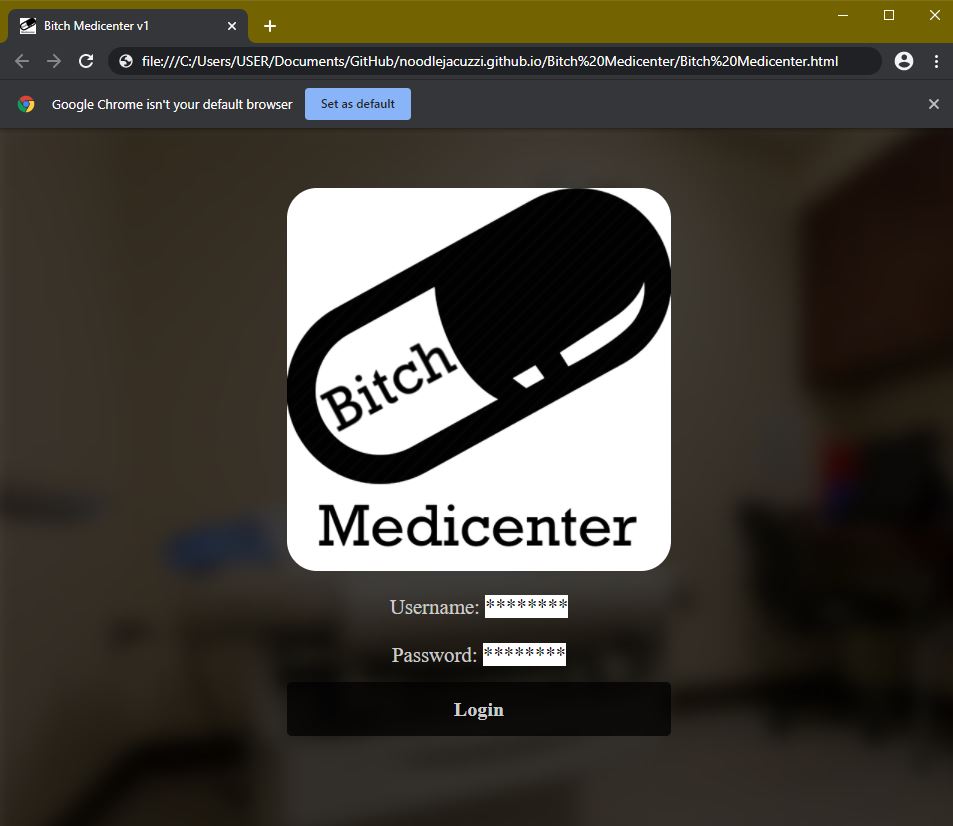 Bitch Medicenter v1
file:///C:/Users/USER/Documents/GitHub/noodlejacuzzi.github.io/Bitch%20Medicenter/Bitch%20Medicenter.html
Google Chrome isn't your default browser Set as default
Bitch
Medicenter
Username: ********
Password: ********
Login